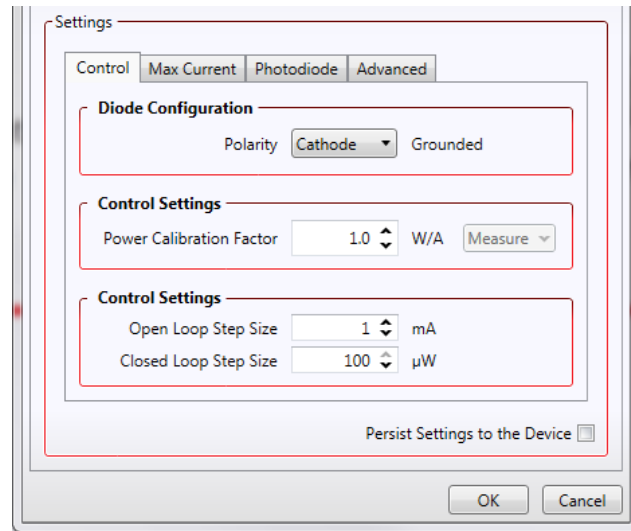 Settings
Control Max Current Photodiode Advanced
Diode Configuration
Polarity Cathode Grounded
Control Settings
Power Calibration Factor 1.0 W/A Measure
Control Settings
Open Loop Step Size 1 mA
Closed Loop Step Size 100 µW
Persist Settings to the Device
OK Cancel